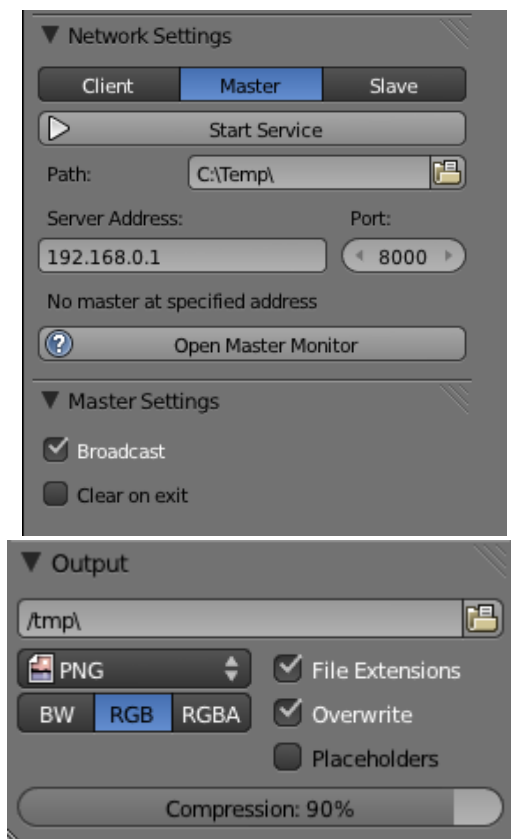 Network Settings
Client Master Slave
Start Service
Path: C:\Temp\
Server Address: Port:
192.168.0.1 8000
No master at specified address
Open Master Monitor
Master Settings
Broadcast
Clear on exit
Output
/tmp\
PNG File Extensions
BW RGB RGBA Overwrite
Placeholders
Compression: 90%